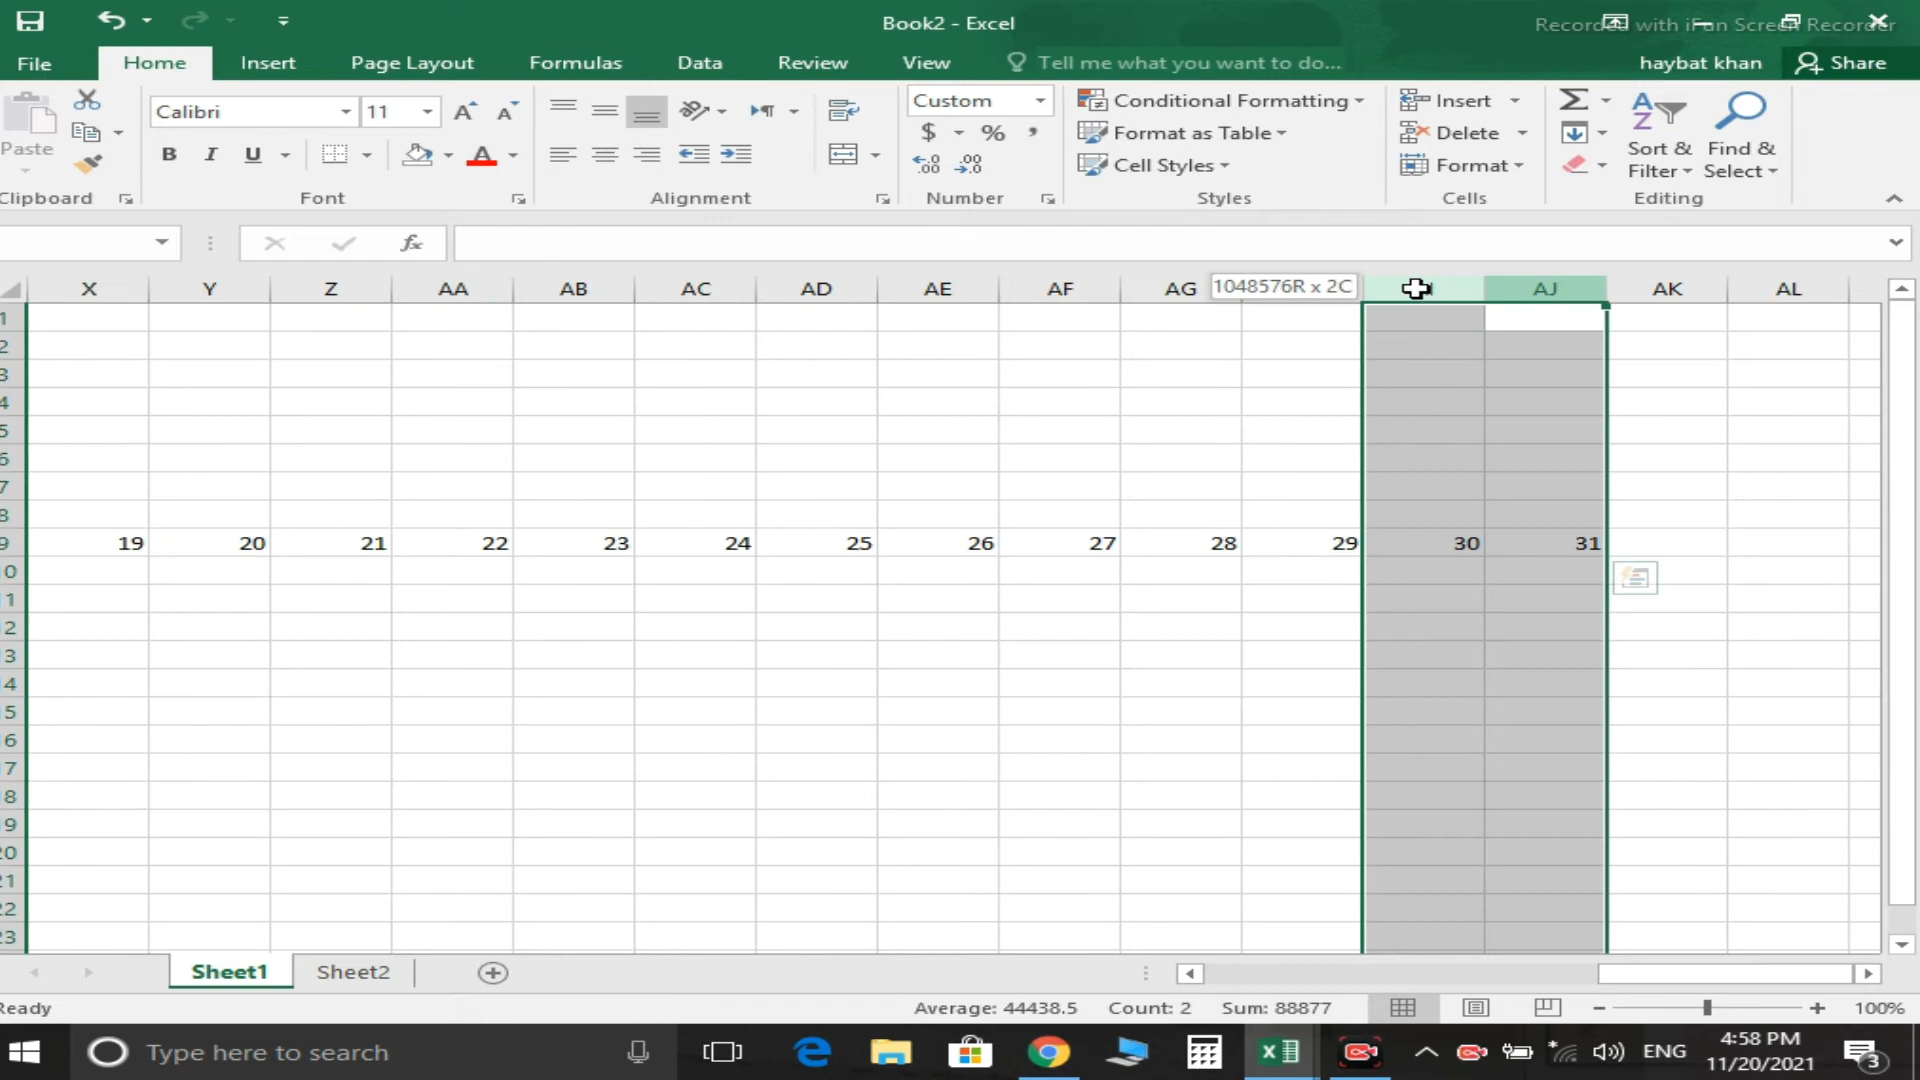 Book2 - Excel
Recorded with iFun Screen Recorder
File Home Insert Page Layout Formulas Data Review View Tell me what you want to do... haybat khan Share
Paste
Clipboard
Calibri 11
B I U A
Font
Alignment
Custom
$ % ,
Number
Conditional Formatting
Format as Table
Cell Styles
Styles
Insert
Delete
Format
Cells
Sort & Filter
Find & Select
Editing
fx
X Y Z AA AB AC AD AE AF AG 1048576R x 2C AJ AK AL
1
2
3
4
5
6
7
8
9 19 20 21 22 23 24 25 26 27 28 29 30 31
10
11
12
13
14
15
16
17
18
19
20
21
22
23
Sheet1 Sheet2
Ready Average: 44438.5 Count: 2 Sum: 88877 100%
Type here to search ENG 4:58 PM
11/20/2021 3